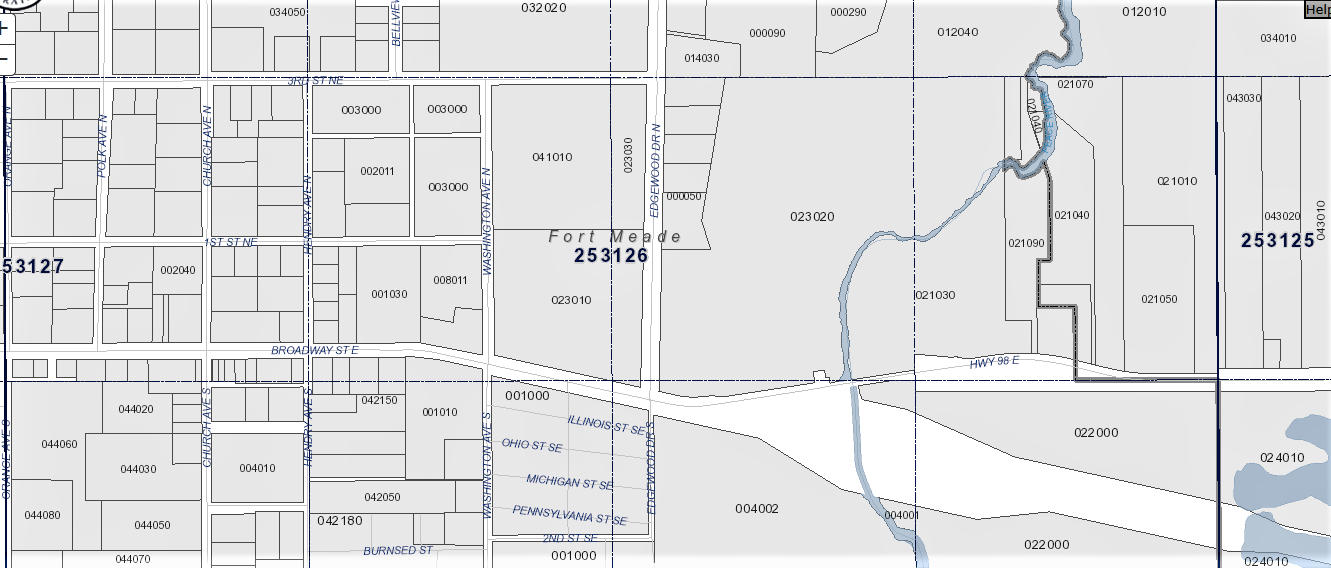 Help
+
−
034050
BELLVIEW
032020
000290
012040
012010
034010
000090
014030
3RD ST NE
021070
043030
ORANGE AVE N
POLK AVE N
CHURCH AVE N
HENDRY AVE N
003000
003000
002011
003000
WASHINGTON AVE N
041010
023030
EDGEWOOD DR N
000050
023020
021040
021010
021040
021090
043020
043010
1ST ST NE
Fort Meade
253126
253125
53127
002040
001030
008011
023010
021030
021050
BROADWAY ST E
HWY 98 E
044020
042150
001010
001000
ILLINOIS ST SE
OHIO ST SE
MICHIGAN ST SE
PENNSYLVANIA ST SE
2ND ST SE
001000
ORANGE AVE S
CHURCH AVE S
HENDRY AVE S
WASHINGTON AVE S
EDGEWOOD DR S
044060
044030
004010
044080
044050
042050
042180
044070
BURNSED ST
004002
004001
022000
022000
024010
024010